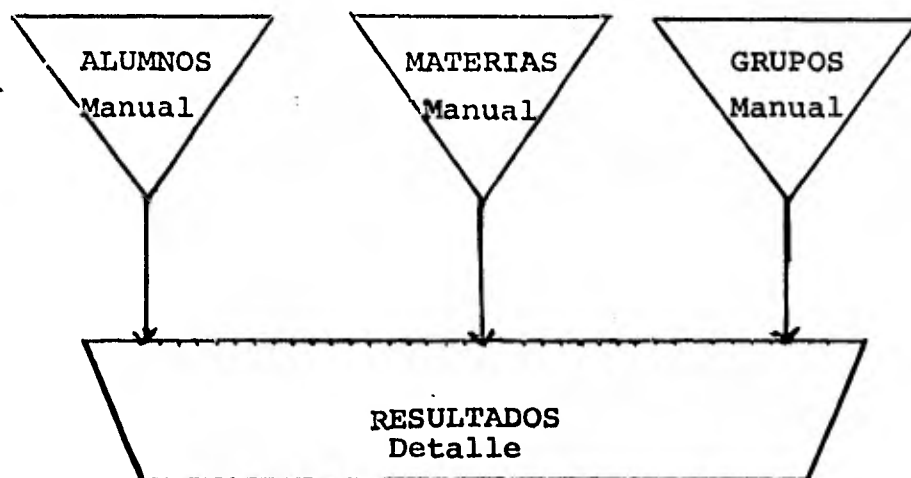 ALUMNOS
Manual
MATERIAS
Manual
GRUPOS
Manual
RESULTADOS
Detalle